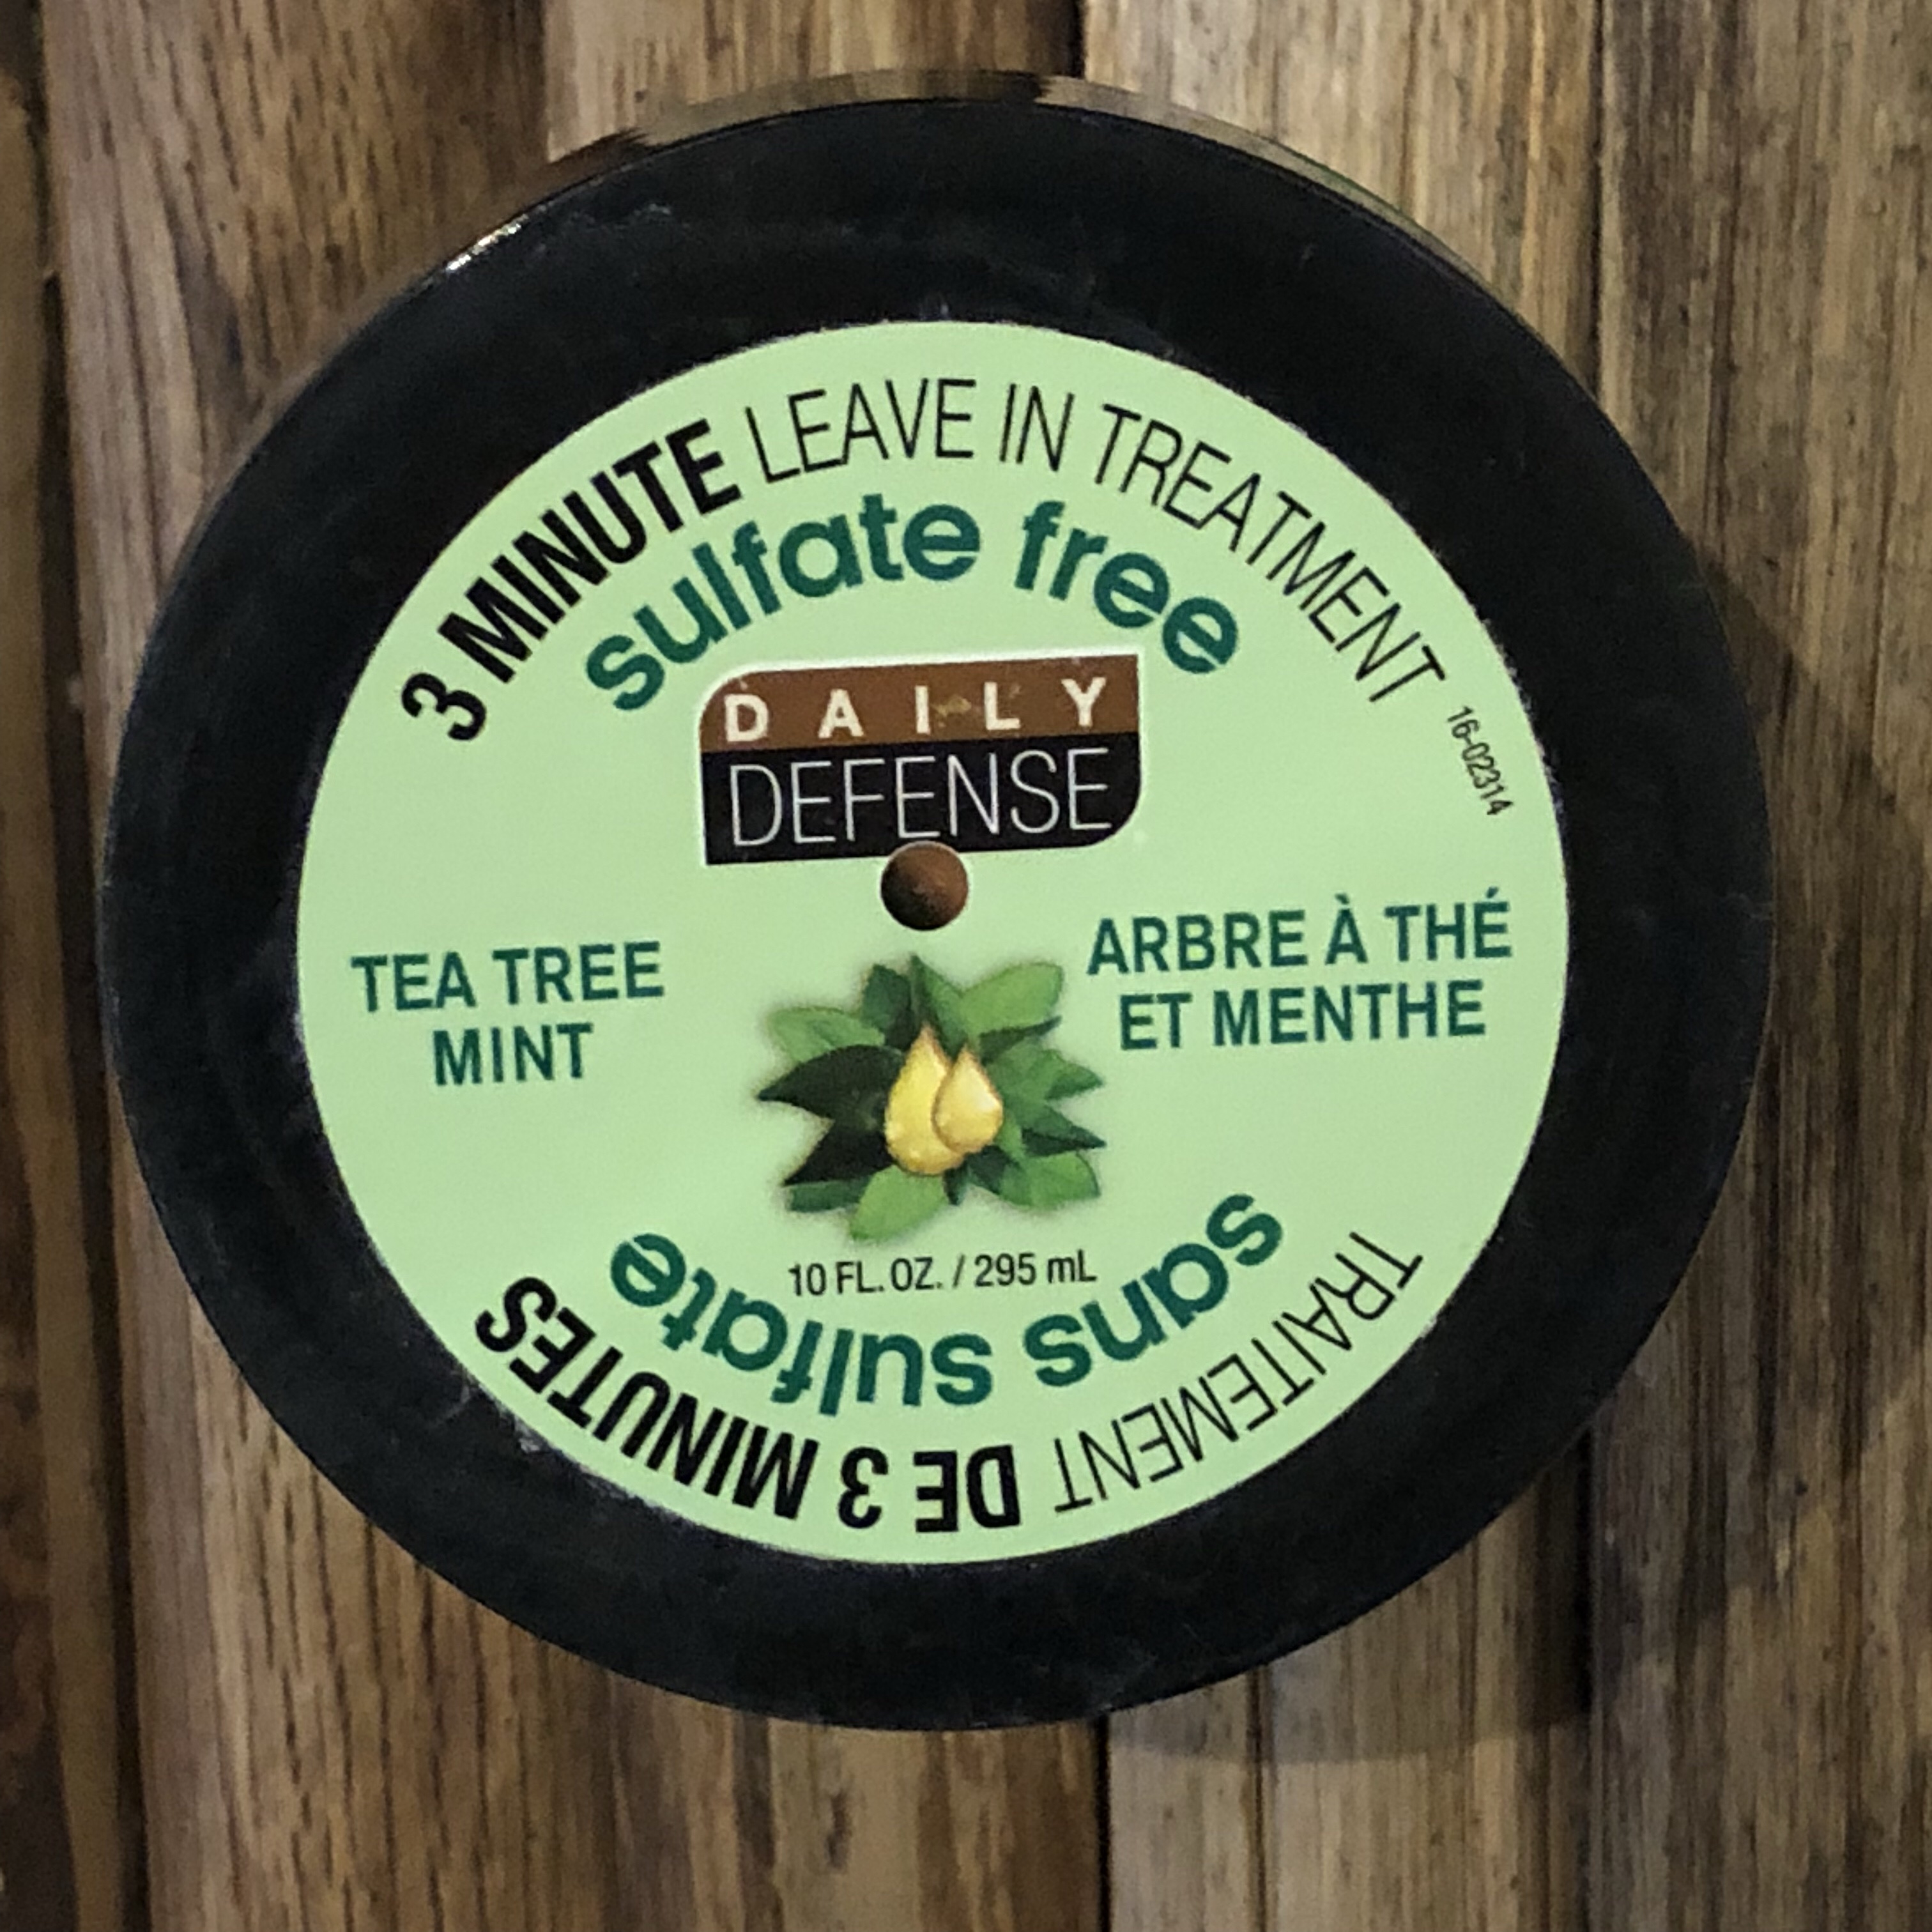 3 MINUTE LEAVE IN TREATMENT
sulfate free
DAILY
DEFENSE
16-02314
TEA TREE
MINT
ARBRE À THÉ
ET MENTHE
10 FL. OZ. / 295 mL
sans sulfate
TRAITEMENT DE 3 MINUTES